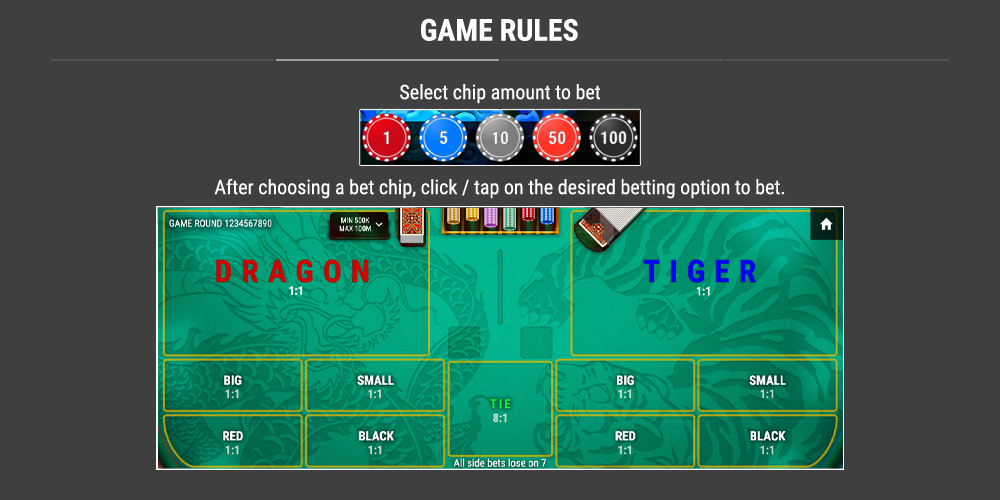 GAME RULES
Select chip amount to bet
1 5 10 50 100
After choosing a bet chip, click / tap on the desired betting option to bet.
GAME ROUND 1234567890
MIN 500K
MAX 100M
DRAGON
1:1
TIGER
1:1
BIG
1:1
SMALL
1:1
TIE
8:1
BIG
1:1
SMALL
1:1
RED
1:1
BLACK
1:1
RED
1:1
BLACK
1:1
All side bets lose on 7